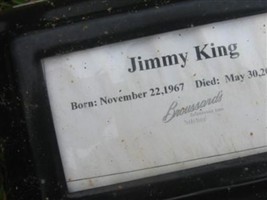 Jimmy King
Born: November 22,1967 Died: May 30,20
Broussard's